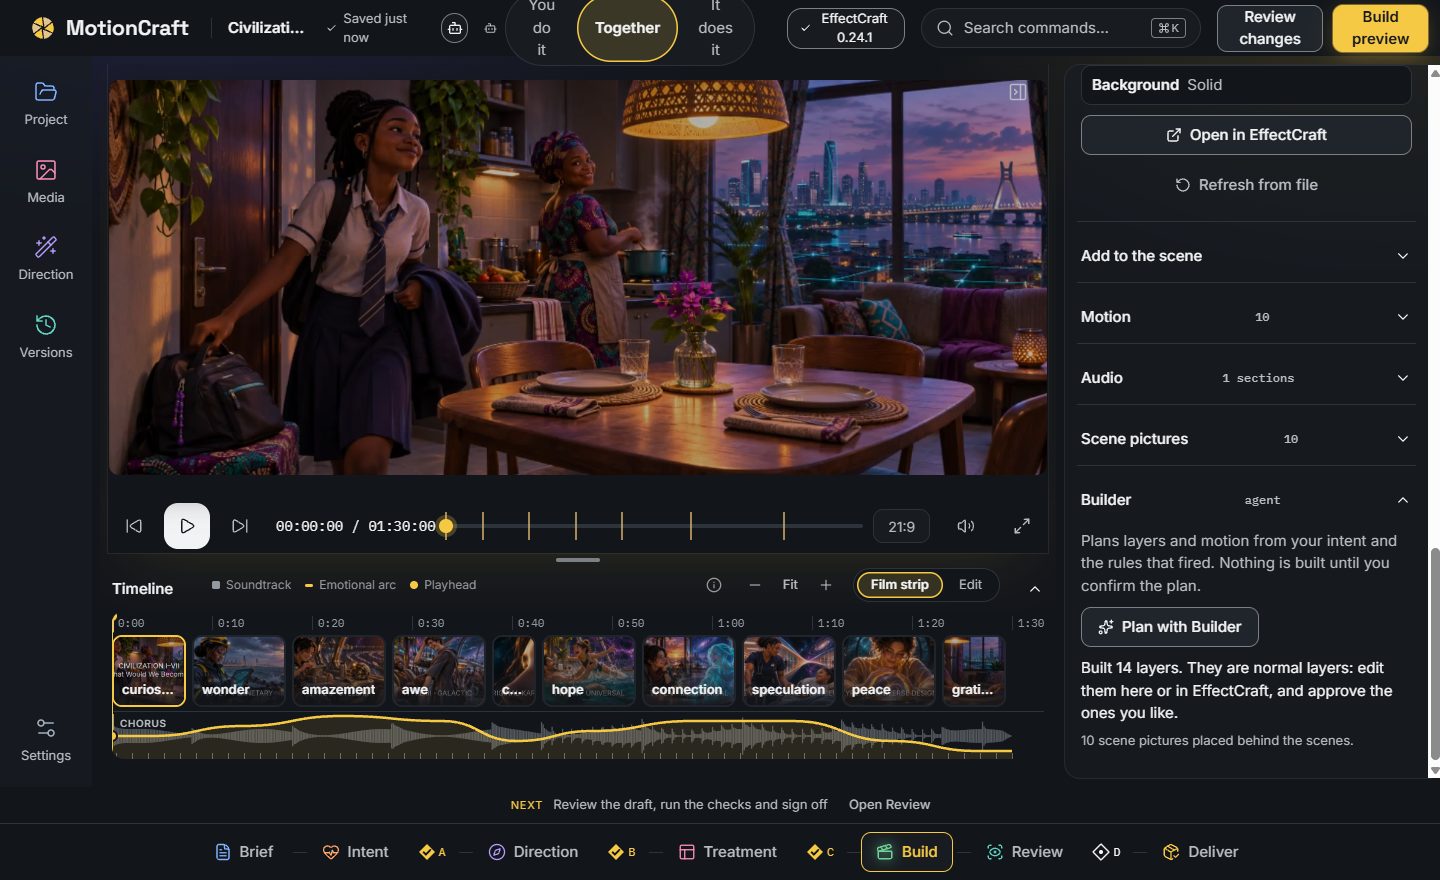 MotionCraft
Civilizati...
Saved just now
You do it
Together
It does it
EffectCraft 0.24.1
Search commands...
⌘K
Review changes
Build preview
Project
Media
Direction
Versions
Settings
Background Solid
Open in EffectCraft
Refresh from file
Add to the scene
Motion 10
Audio 1 sections
Scene pictures 10
Builder agent
Plans layers and motion from your intent and
the rules that fired. Nothing is built until you
confirm the plan.
Plan with Builder
Built 14 layers. They are normal layers: edit
them here or in EffectCraft, and approve the
ones you like.
10 scene pictures placed behind the scenes.
00:00:00 / 01:30:00
21:9
Timeline
Soundtrack
Emotional arc
Playhead
Fit
Film strip
Edit
0:00 0:10 0:20 0:30 0:40 0:50 1:00 1:10 1:20 1:30
CIVILIZATION I-VII
hat Would We Becom
curios... wonder amazement awe c... hope connection speculation peace grati...
CHORUS
NEXT Review the draft, run the checks and sign off Open Review
Brief Intent A Direction B Treatment C Build Review D Deliver